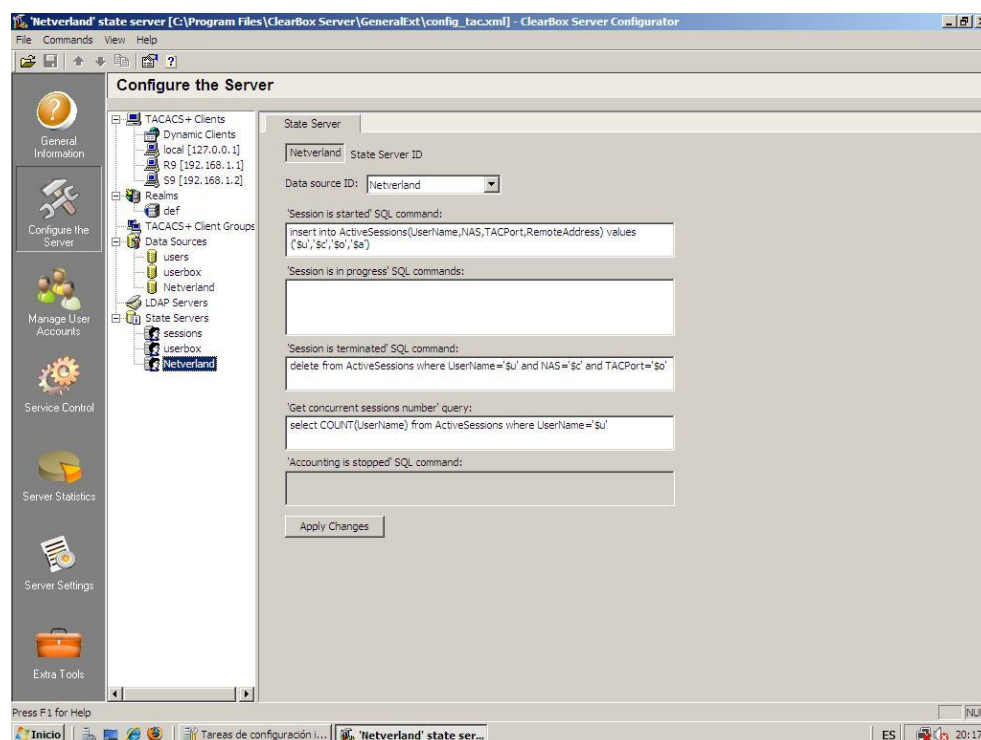 'Netverland' state server [C:\Program Files\ClearBox Server\GeneralExt\config_tac.xml] - ClearBox Server Configurator
File Commands View Help
Configure the Server
General Information
Configure the Server
Manage User Accounts
Service Control
Server Statistics
Server Settings
Extra Tools
TACACS+ Clients
Dynamic Clients
local [127.0.0.1]
R9 [192.168.1.1]
S9 [192.168.1.2]
Realms
def
TACACS+ Client Groups
Data Sources
users
userbox
Netverland
LDAP Servers
State Servers
sessions
userbox
Netverland
State Server
Netverland State Server ID
Data source ID: Netverland
'Session is started' SQL command:
insert into ActiveSessions(UserName,NAS,TACPort,RemoteAddress) values
('$u','$c','$o','$a')
'Session is in progress' SQL commands:
'Session is terminated' SQL command:
delete from ActiveSessions where UserName='$u' and NAS='$c' and TACPort='$o'
'Get concurrent sessions number' query:
select COUNT(UserName) from ActiveSessions where UserName='$u'
'Accounting is stopped' SQL command:
Apply Changes
Press F1 for Help
NU
Inicio
Tareas de configuración i...
'Netverland' state ser...
ES
20:17